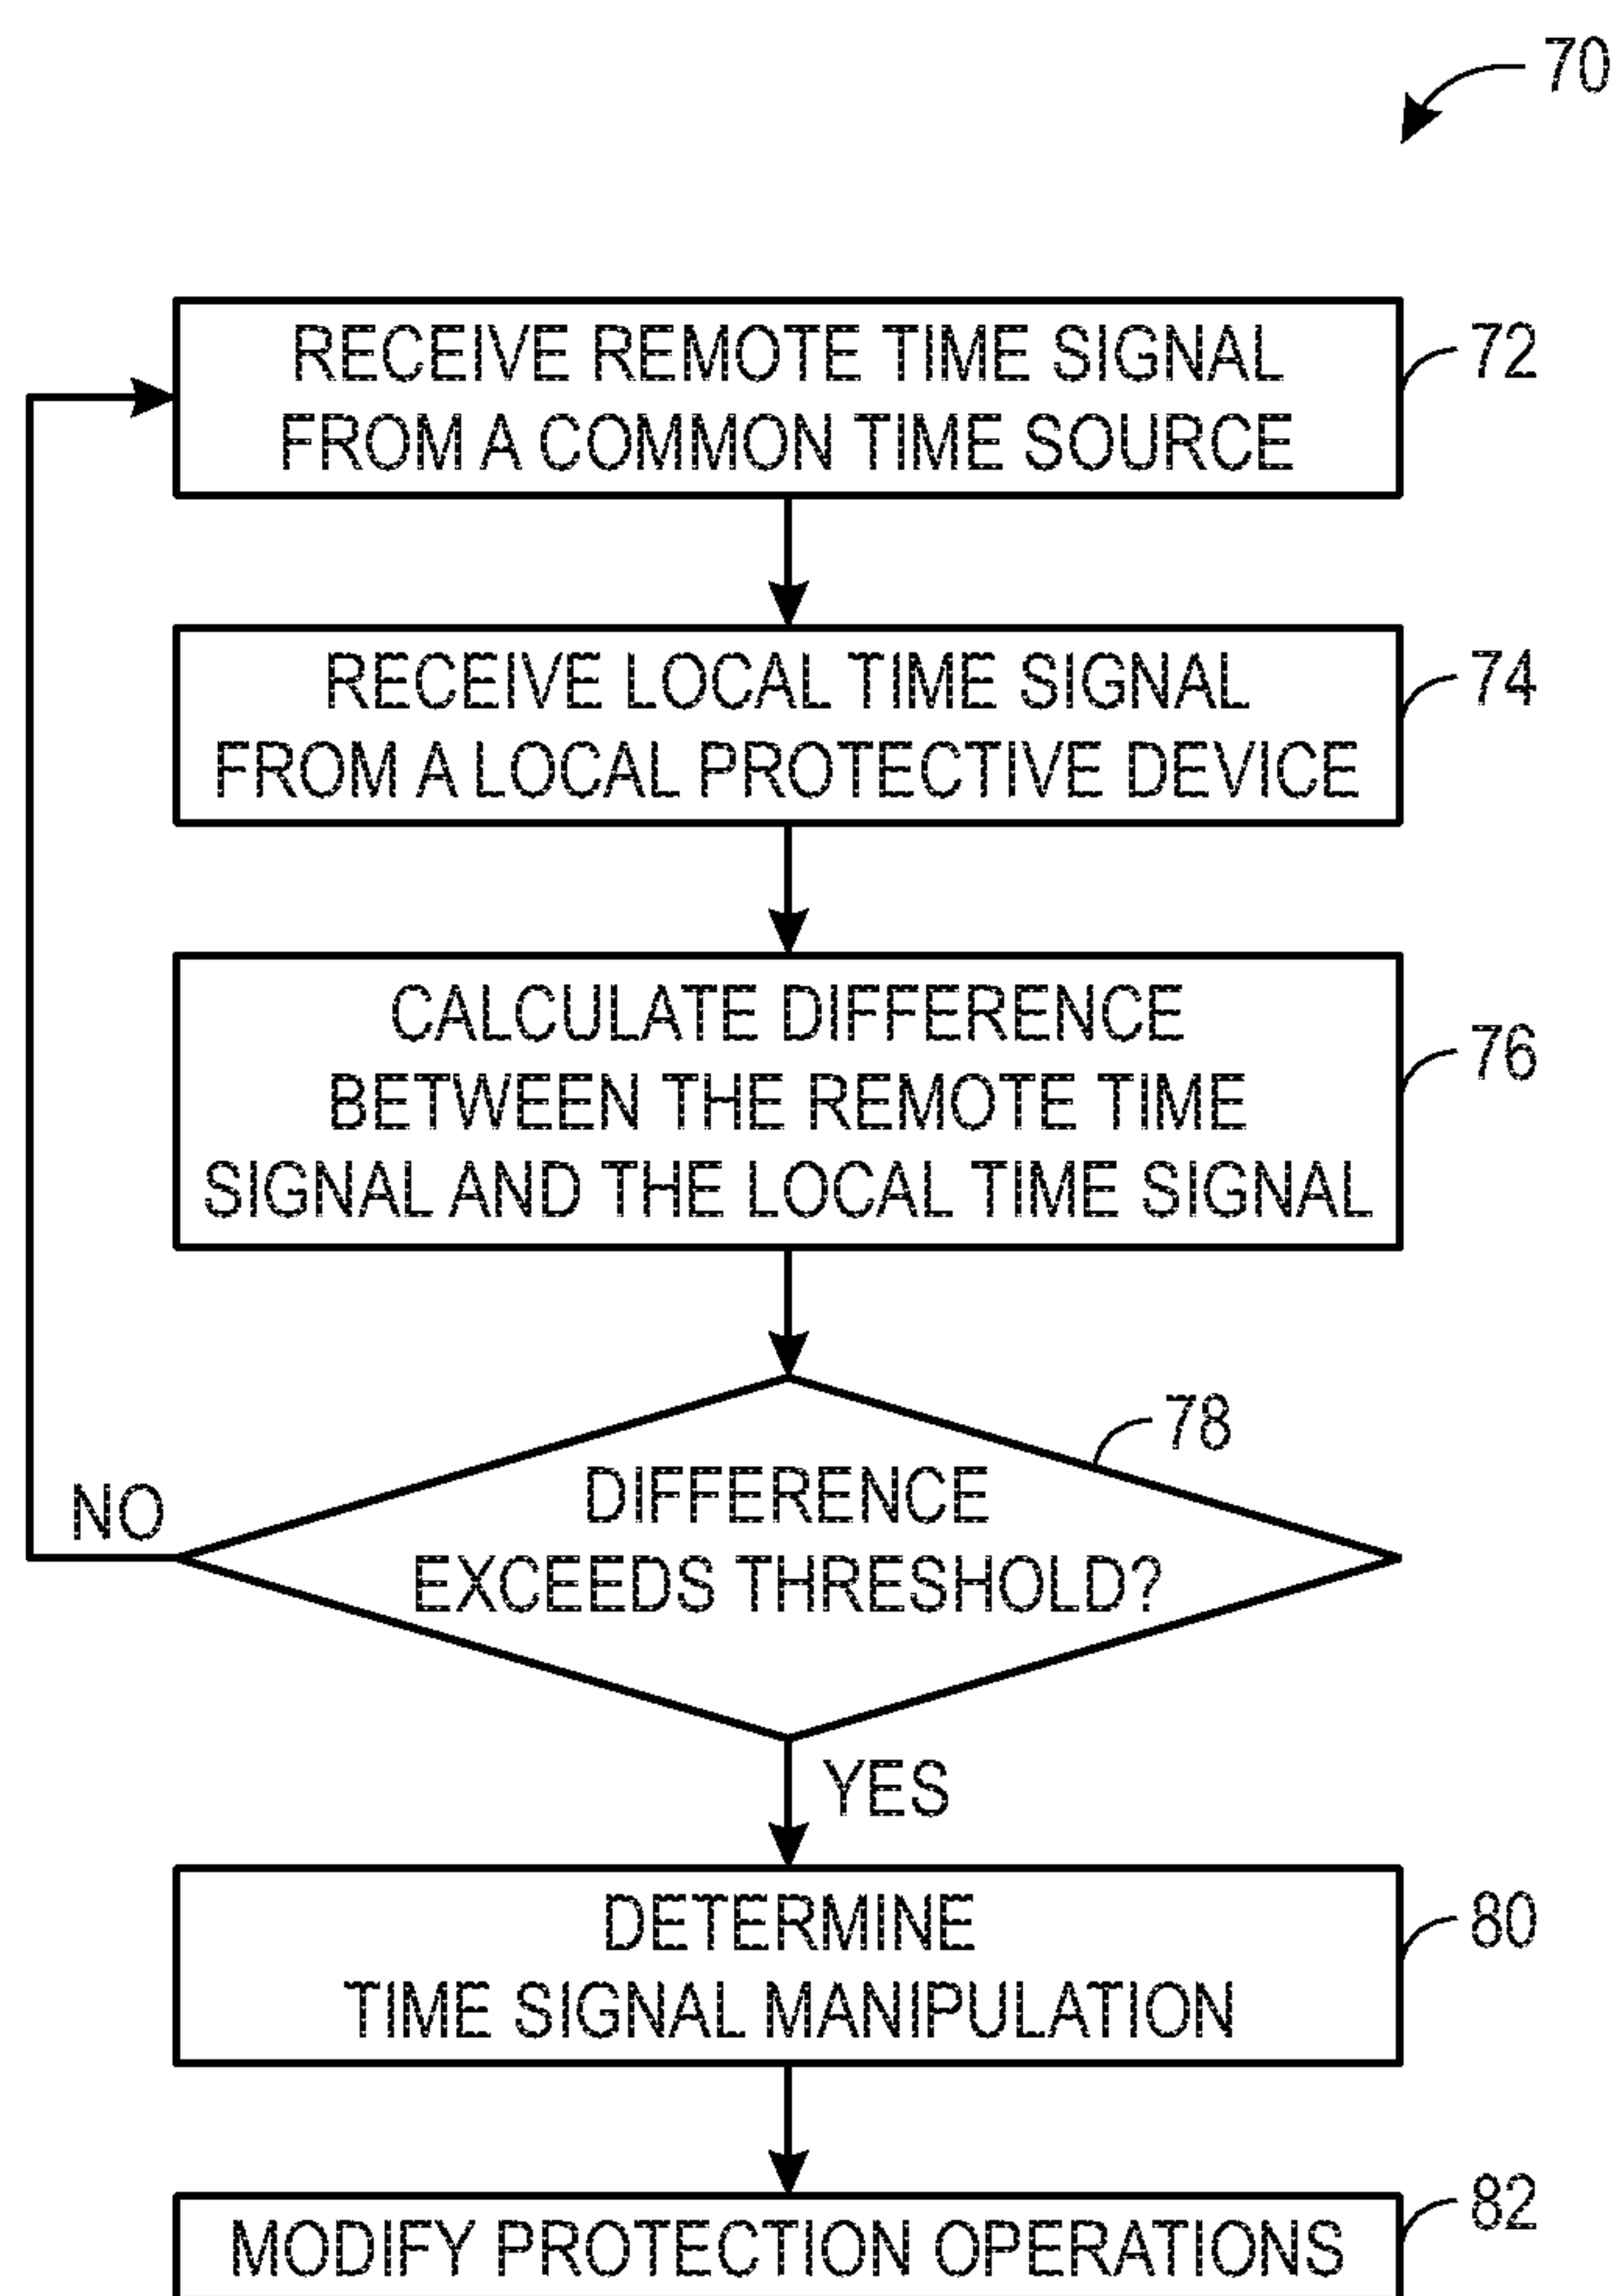 70
RECEIVE REMOTE TIME SIGNAL
FROM A COMMON TIME SOURCE
72
RECEIVE LOCAL TIME SIGNAL
FROM A LOCAL PROTECTIVE DEVICE
74
CALCULATE DIFFERENCE
BETWEEN THE REMOTE TIME
SIGNAL AND THE LOCAL TIME SIGNAL
76
78
DIFFERENCE
EXCEEDS THRESHOLD?
NO
YES
DETERMINE
TIME SIGNAL MANIPULATION
80
MODIFY PROTECTION OPERATIONS
82